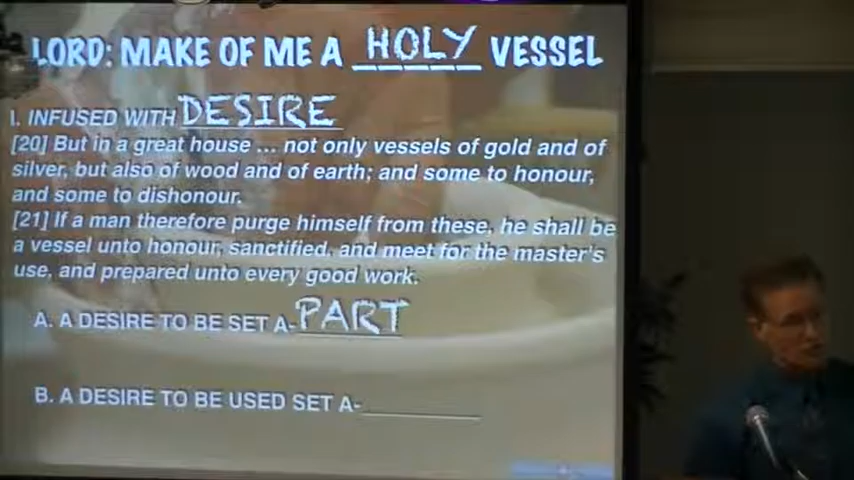 LORD: MAKE OF ME A HOLY VESSEL
I. INFUSED WITH DESIRE
[20] But in a great house ... not only vessels of gold and of
silver, but also of wood and of earth; and some to honour,
and some to dishonour.
[21] If a man therefore purge himself from these, he shall be
a vessel unto honour, sanctified, and meet for the master's
use, and prepared unto every good work.
A. A DESIRE TO BE SET A-PART
B. A DESIRE TO BE USED SET A-________